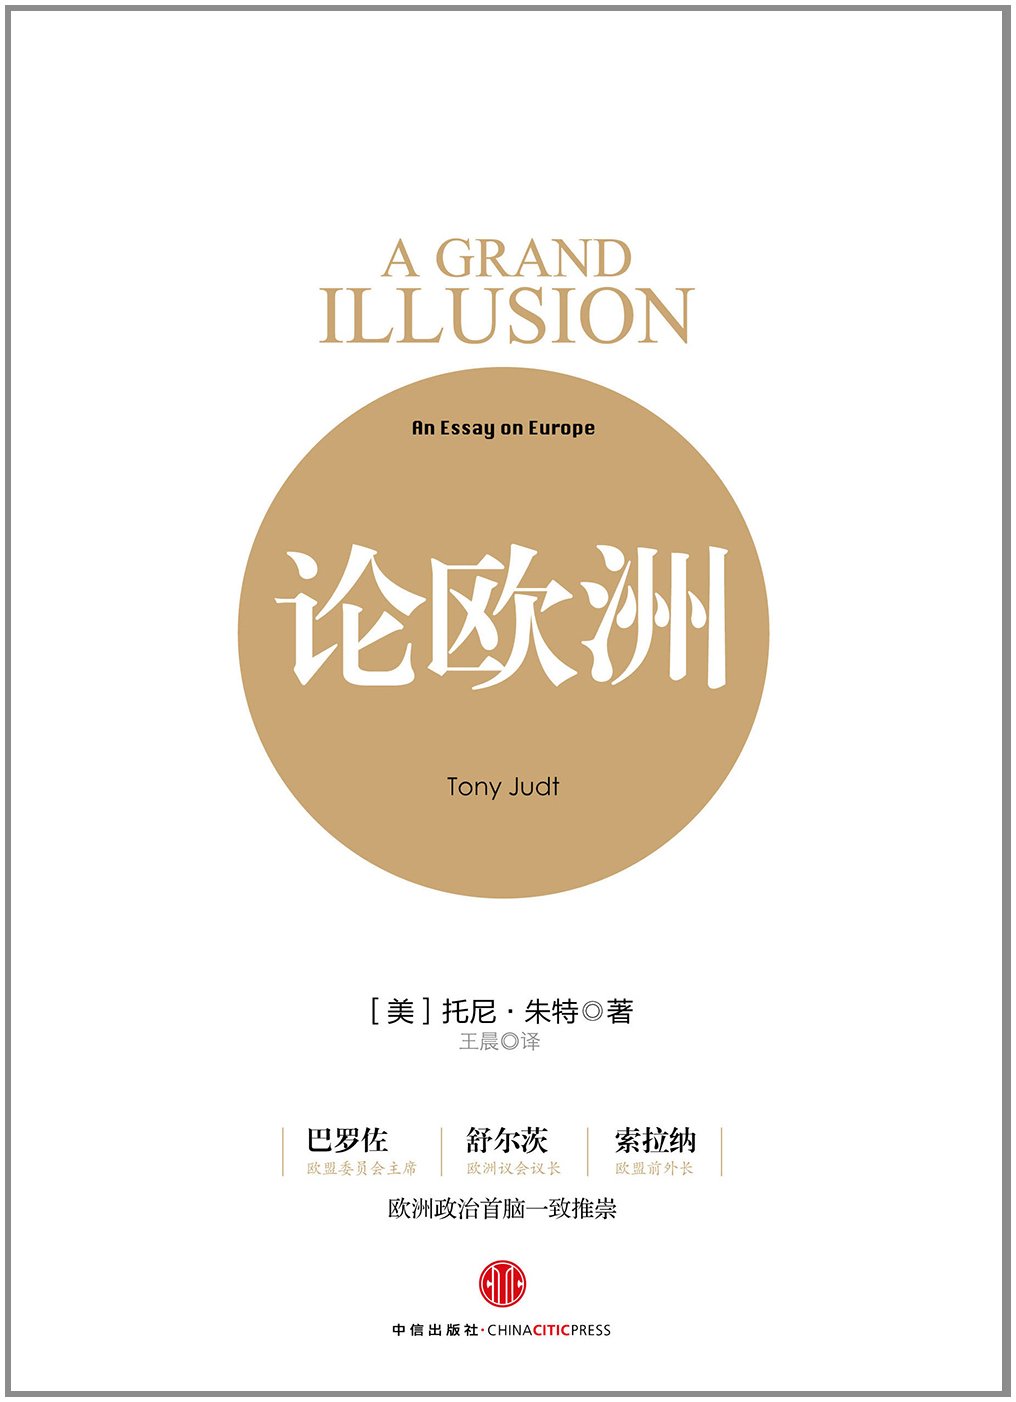 A GRAND
ILLUSION
An Essay on Europe
论欧洲
Tony Judt
[美] 托尼·朱特◎著
王晨◎译
巴罗佐 舒尔茨 索拉纳
欧盟委员会主席 欧洲议会议长 欧盟前外长
欧洲政治首脑一致推崇
中信出版社·CHINACITICPRESS